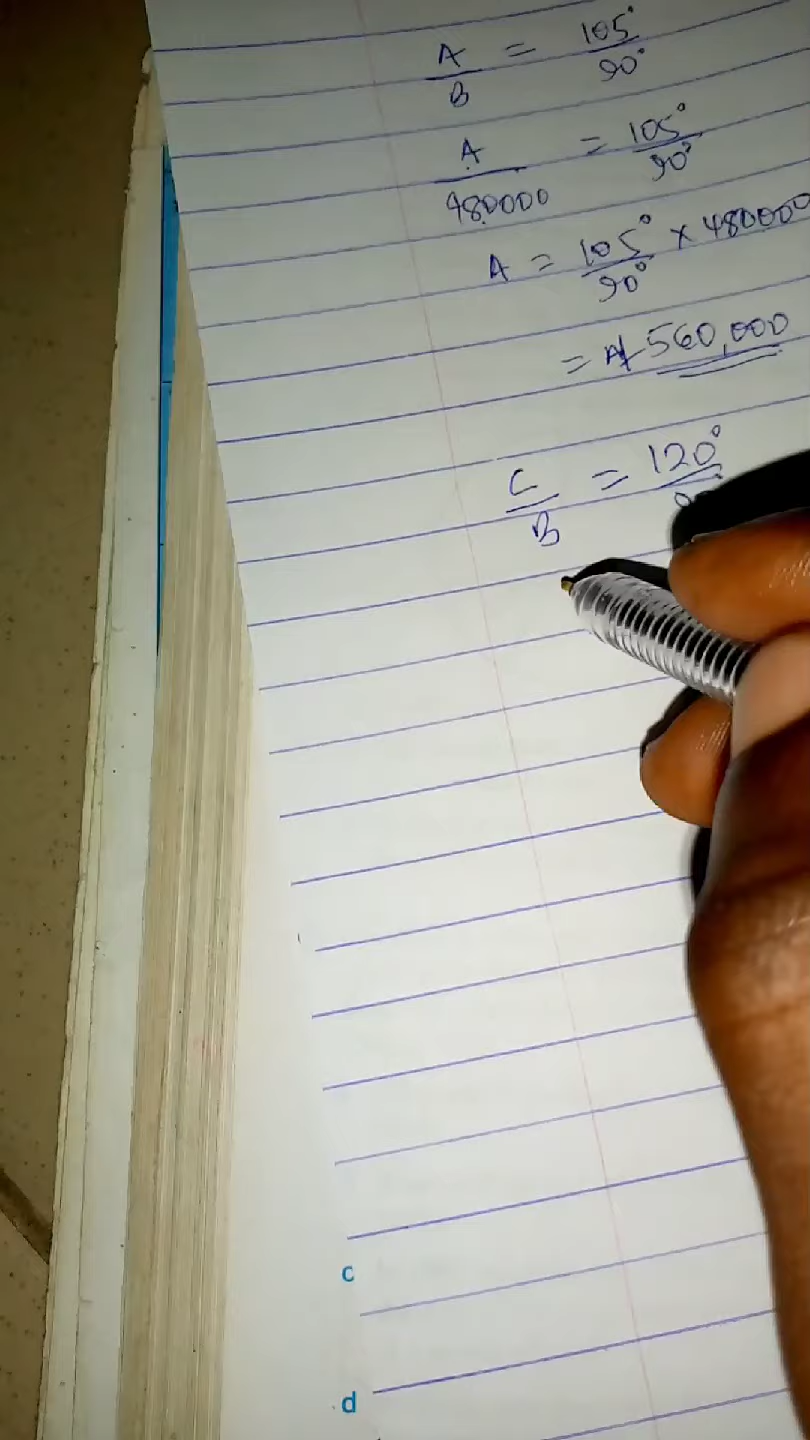 A/B = 105°/90°
A/480000 = 105°/90°
A = 105°/90° × 480000
= ₦560,000
C/B = 120°/
c
d